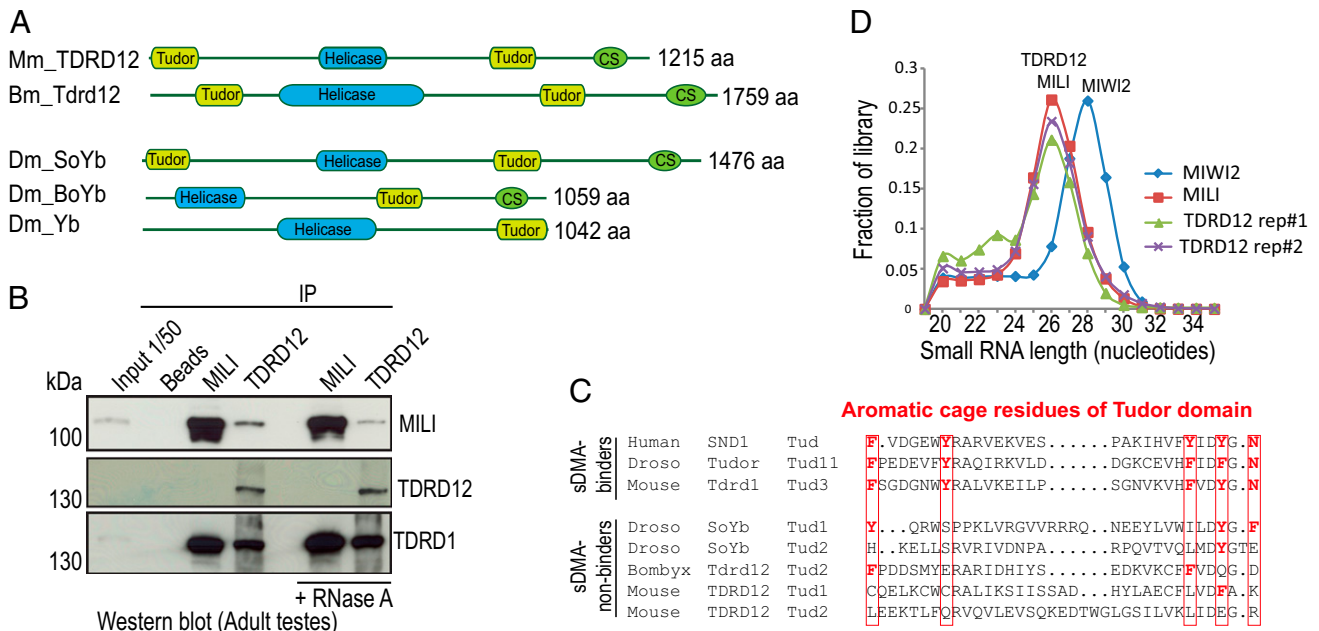 A
Mm_TDRD12 Tudor Helicase Tudor CS 1215 aa
Bm_Tdrd12 Tudor Helicase Tudor CS 1759 aa
Dm_SoYb Tudor Helicase Tudor CS 1476 aa
Dm_BoYb Helicase Tudor CS 1059 aa
Dm_Yb Helicase Tudor 1042 aa
B
IP
Input 1/50 Beads MILI TDRD12 MILI TDRD12
kDa
100 MILI
130 TDRD12
130 TDRD1
+ RNase A
Western blot (Adult testes)
D
TDRD12
MILI MIWI2
Fraction of library
0.3
0.25
0.2
0.15
0.1
0.05
0
20 22 24 26 28 30 32 34
Small RNA length (nucleotides)
MIWI2
MILI
TDRD12 rep#1
TDRD12 rep#2
C
Aromatic cage residues of Tudor domain
sDMA-binders
Human SND1 Tud F.VDGEWYRARVEKVES......PAKIHVFYIDYG.N
Droso Tudor Tud11 FPEDEVFYRAQIRKVLD......DGKCEVHFIDFG.N
Mouse Tdrd1 Tud3 FSGDGNWYRALVKEILP......SGNVKVHFVDYG.N
sDMA-non-binders
Droso SoYb Tud1 Y...QRWSPPKLVRGVVRRRQ..NEEYLVWILDYG.F
Droso SoYb Tud2 H..KELLSRVRIVDNPA......RPQVTVQLMDYGTE
Bombyx Tdrd12 Tud2 FPDDSMYERARIDHIYS......EDKVKCFFVDQG.D
Mouse TDRD12 Tud1 CQELKCWCRALIKSIISSAD...HYLAECFLVDFA.K
Mouse TDRD12 Tud2 LEEKTLFQRVQVLEVSQKEDTWGLGSILVKLIDEG.R